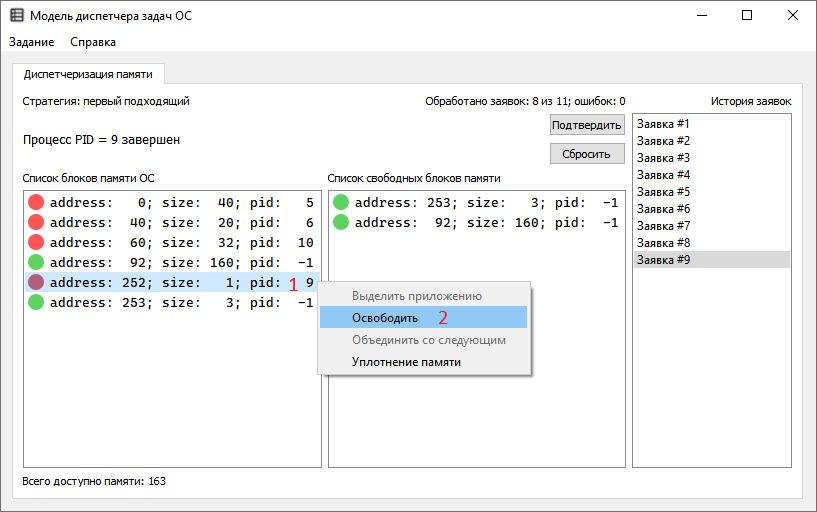 Модель диспетчера задач ОС
Задание Справка
Диспетчеризация памяти
Стратегия: первый подходящий Обработано заявок: 8 из 11; ошибок: 0 История заявок
Процесс PID = 9 завершен
Подтвердить
Сбросить
Список блоков памяти ОС
address: 0; size: 40; pid: 5
address: 40; size: 20; pid: 6
address: 60; size: 32; pid: 10
address: 92; size: 160; pid: -1
address: 252; size: 1; pid: 9
1
address: 253; size: 3; pid: -1
Список свободных блоков памяти
address: 253; size: 3; pid: -1
address: 92; size: 160; pid: -1
Выделить приложению
Освободить 2
Объединить со следующим
Уплотнение памяти
Заявка #1
Заявка #2
Заявка #3
Заявка #4
Заявка #5
Заявка #6
Заявка #7
Заявка #8
Заявка #9
Всего доступно памяти: 163